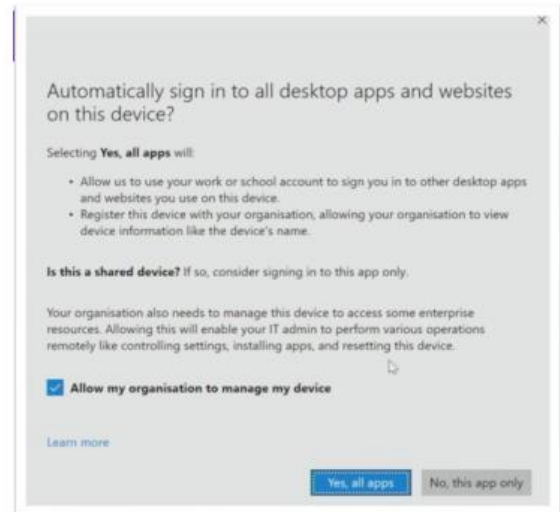 Automatically sign in to all desktop apps and websites
on this device?
Selecting Yes, all apps will:
• Allow us to use your work or school account to sign you in to other desktop apps
and websites you use on this device.
• Register this device with your organisation, allowing your organisation to view
device information like the device's name.
Is this a shared device? If so, consider signing in to this app only.
Your organisation also needs to manage this device to access some enterprise
resources. Allowing this will enable your IT admin to perform various operations
remotely like controlling settings, installing apps, and resetting this device.
Allow my organisation to manage my device
Learn more
Yes, all apps
No, this app only